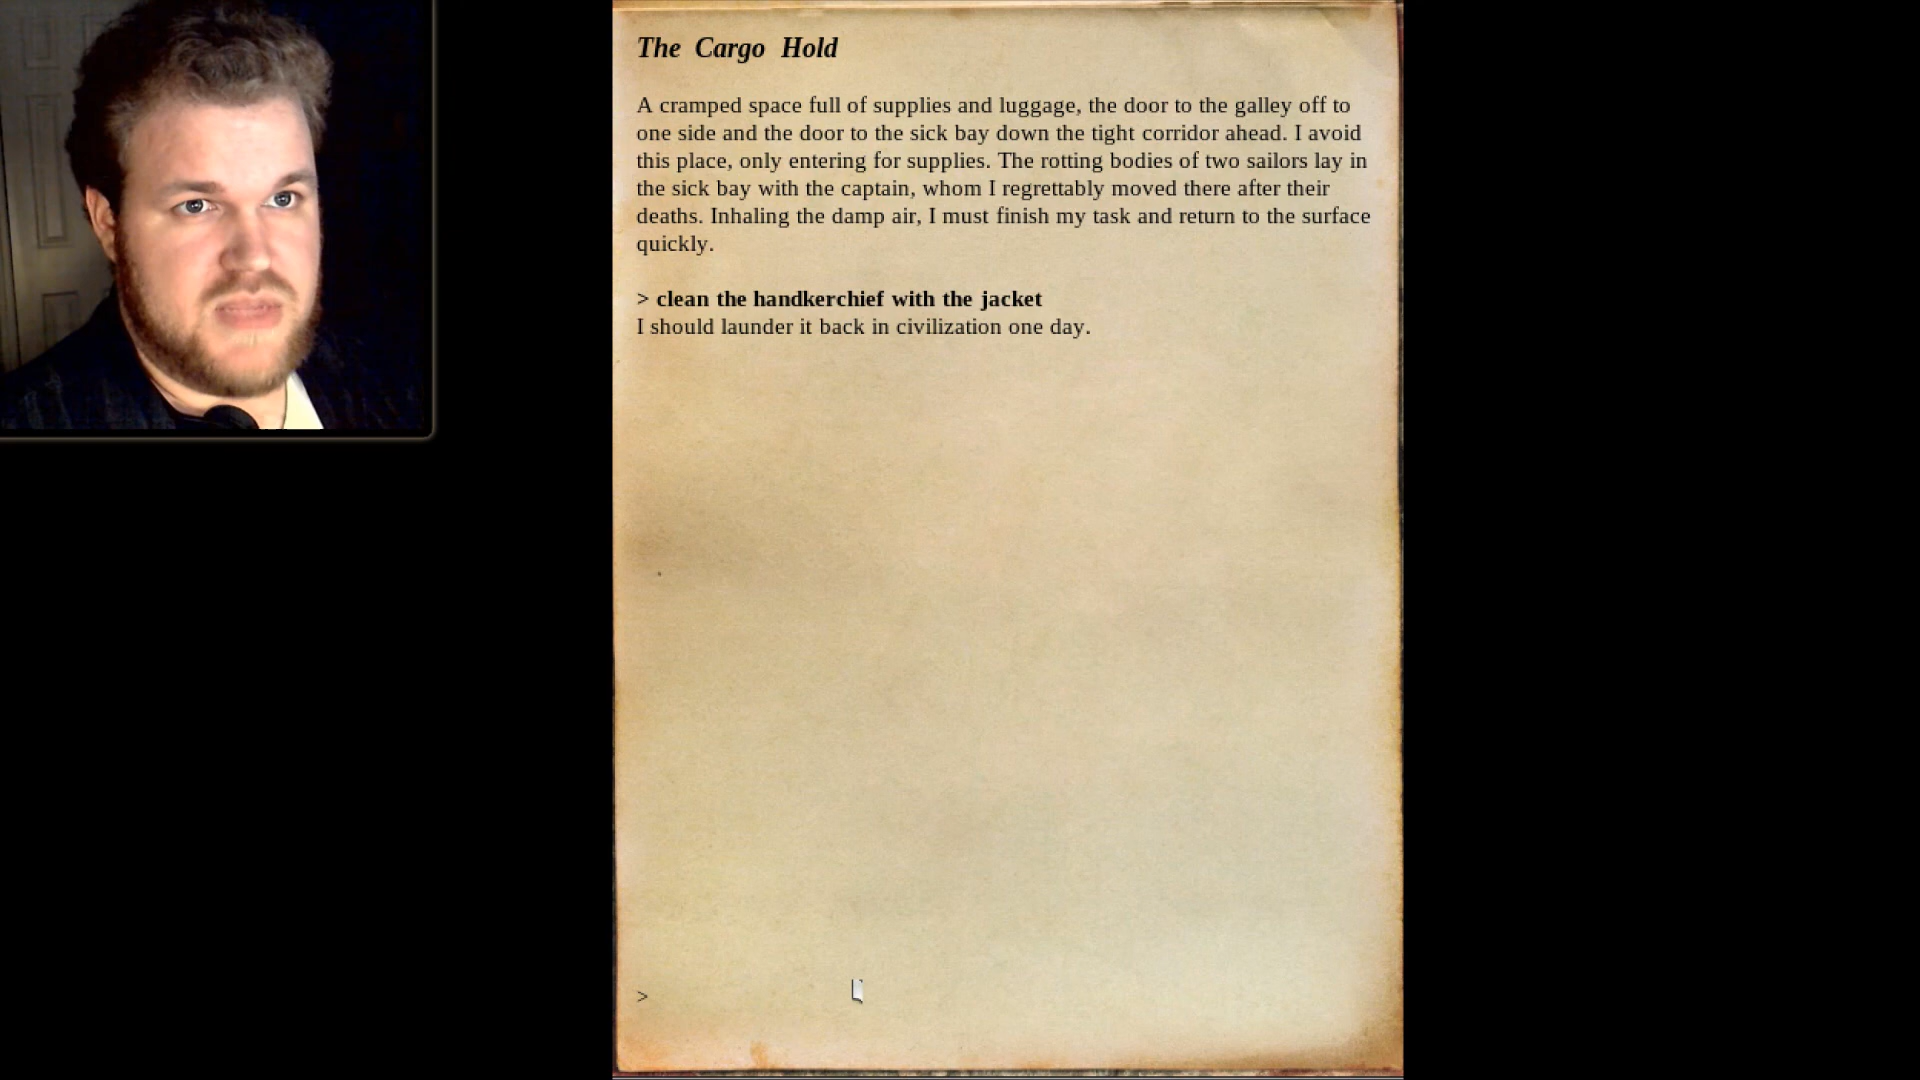 The Cargo Hold
A cramped space full of supplies and luggage, the door to the galley off to
one side and the door to the sick bay down the tight corridor ahead. I avoid
this place, only entering for supplies. The rotting bodies of two sailors lay in
the sick bay with the captain, whom I regrettably moved there after their
deaths. Inhaling the damp air, I must finish my task and return to the surface
quickly.
> clean the handkerchief with the jacket
I should launder it back in civilization one day.
>